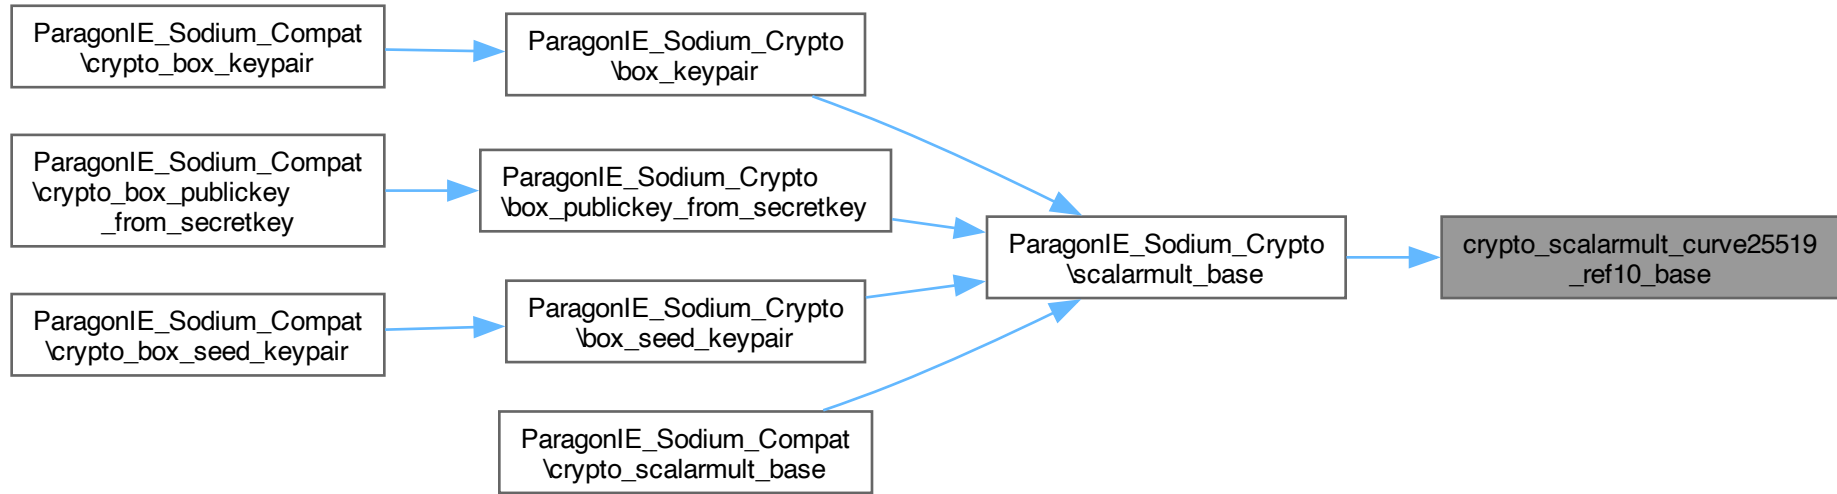 ParagonIE_Sodium_Compat
\crypto_box_keypair
ParagonIE_Sodium_Crypto
\box_keypair
ParagonIE_Sodium_Compat
\crypto_box_publickey
_from_secretkey
ParagonIE_Sodium_Crypto
\box_publickey_from_secretkey
ParagonIE_Sodium_Crypto
\scalarmult_base
crypto_scalarmult_curve25519
_ref10_base
ParagonIE_Sodium_Compat
\crypto_box_seed_keypair
ParagonIE_Sodium_Crypto
\box_seed_keypair
ParagonIE_Sodium_Compat
\crypto_scalarmult_base